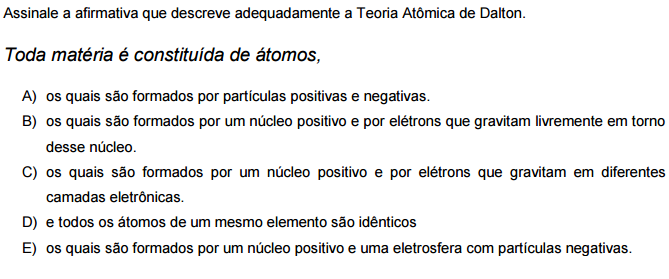 Assinale a afirmativa que descreve adequadamente a Teoria Atômica de Dalton.
Toda matéria é constituída de átomos,
A) os quais são formados por partículas positivas e negativas.
B) os quais são formados por um núcleo positivo e por elétrons que gravitam livremente em torno
desse núcleo.
C) os quais são formados por um núcleo positivo e por elétrons que gravitam em diferentes
camadas eletrônicas.
D) e todos os átomos de um mesmo elemento são idênticos
E) os quais são formados por um núcleo positivo e uma eletrosfera com partículas negativas.